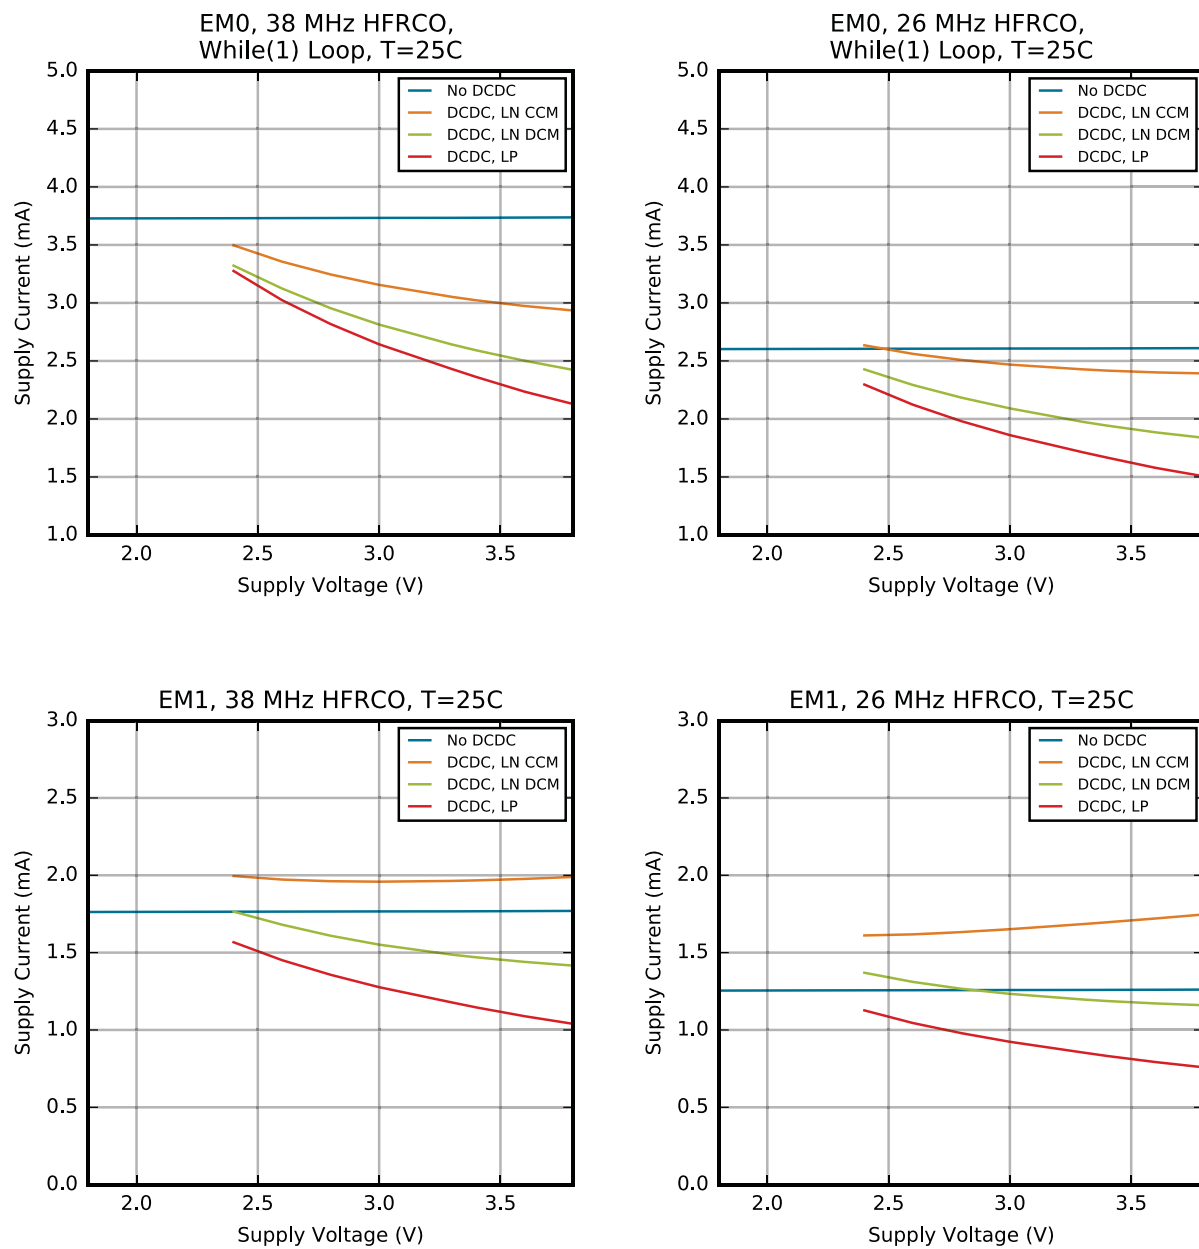 EM0, 38 MHz HFRCO,
While(1) Loop, T=25C
5.0
4.5
4.0
3.5
3.0
2.5
2.0
1.5
1.0
Supply Current (mA)
No DCDC
DCDC, LN CCM
DCDC, LN DCM
DCDC, LP
2.0 2.5 3.0 3.5
Supply Voltage (V)
EM0, 26 MHz HFRCO,
While(1) Loop, T=25C
5.0
4.5
4.0
3.5
3.0
2.5
2.0
1.5
1.0
Supply Current (mA)
No DCDC
DCDC, LN CCM
DCDC, LN DCM
DCDC, LP
2.0 2.5 3.0 3.5
Supply Voltage (V)
EM1, 38 MHz HFRCO, T=25C
3.0
2.5
2.0
1.5
1.0
0.5
0.0
Supply Current (mA)
No DCDC
DCDC, LN CCM
DCDC, LN DCM
DCDC, LP
2.0 2.5 3.0 3.5
Supply Voltage (V)
EM1, 26 MHz HFRCO, T=25C
3.0
2.5
2.0
1.5
1.0
0.5
0.0
Supply Current (mA)
No DCDC
DCDC, LN CCM
DCDC, LN DCM
DCDC, LP
2.0 2.5 3.0 3.5
Supply Voltage (V)